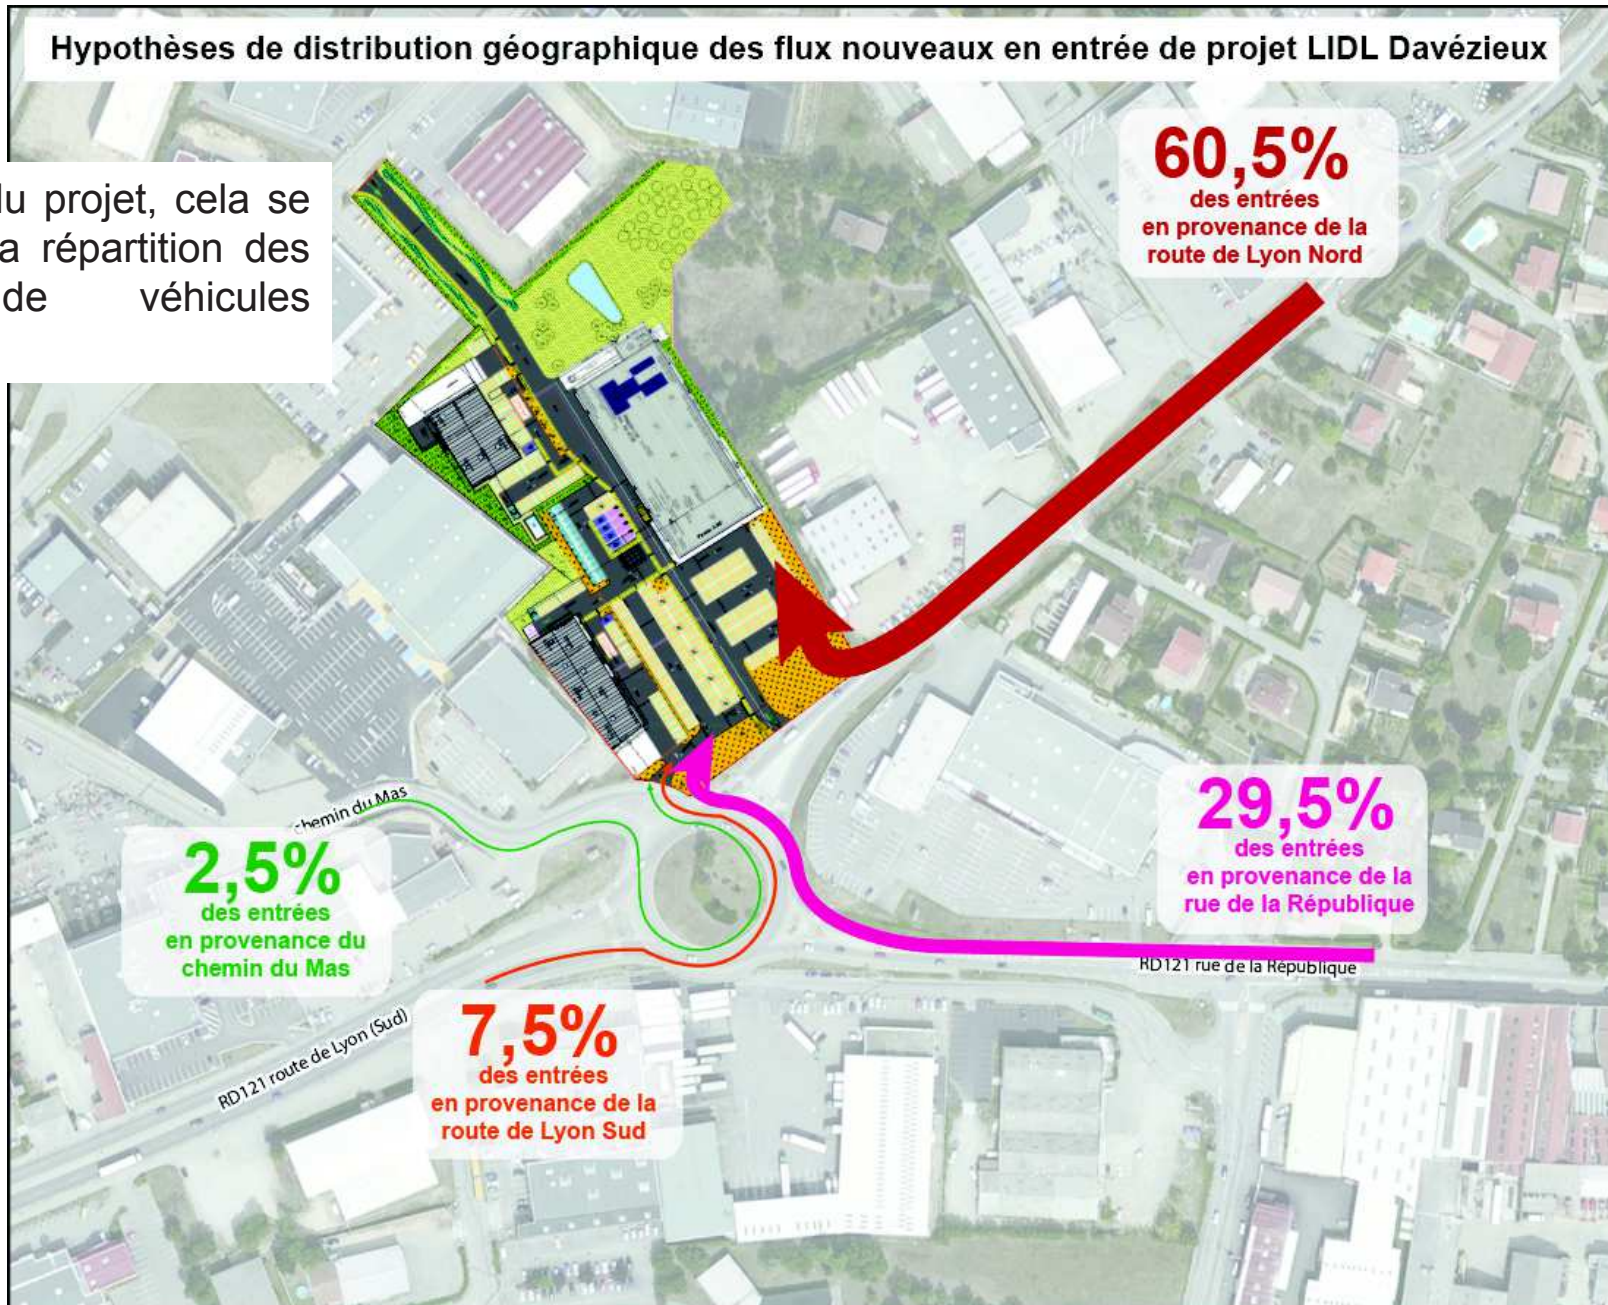 Hypothèses de distribution géographique des flux nouveaux en entrée de projet LIDL Davézieux
60,5%
des entrées
en provenance de la
route de Lyon Nord
du projet, cela se
la répartition des
de véhicules
chemin du Mas
2,5%
des entrées
en provenance du
chemin du Mas
29,5%
des entrées
en provenance de la
rue de la République
RD121 rue de la République
RD121 route de Lyon (Sud)
7,5%
des entrées
en provenance de la
route de Lyon Sud